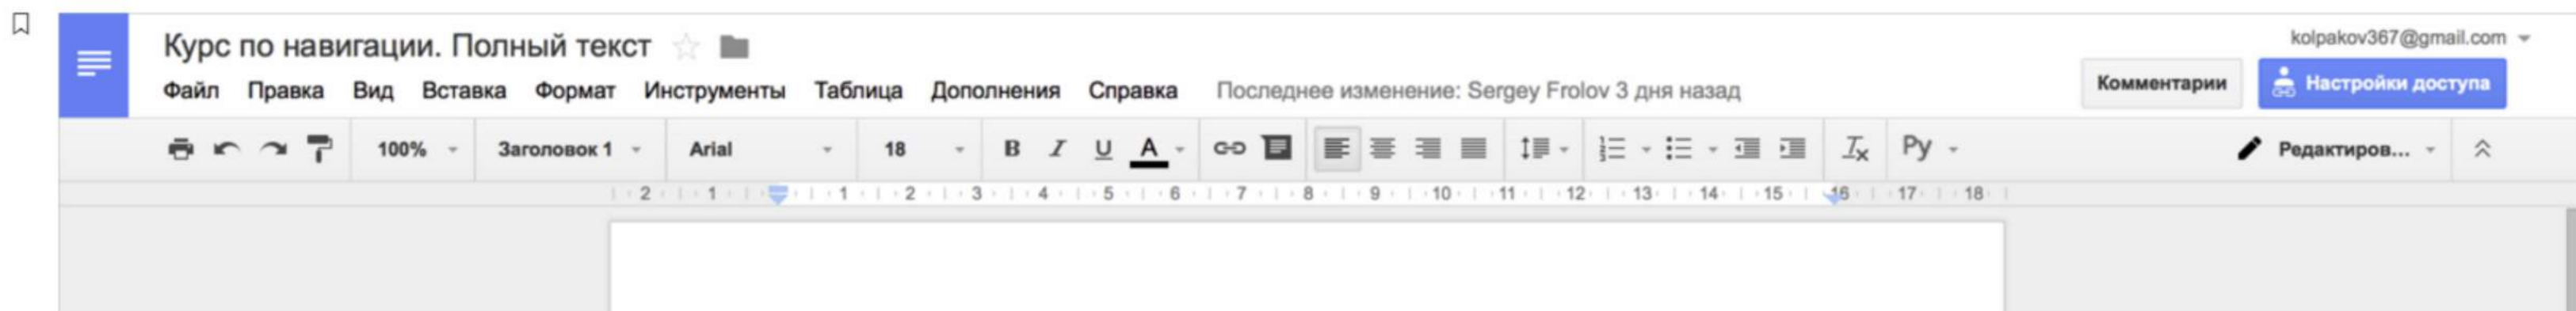 Курс по навигации. Полный текст
kolpakov367@gmail.com
Файл Правка Вид Вставка Формат Инструменты Таблица Дополнения Справка Последнее изменение: Sergey Frolov 3 дня назад
Комментарии Настройки доступа
100% Заголовок 1 Arial 18 B I U A Ру Редактиров...
2 1 1 2 3 4 5 6 7 8 9 10 11 12 13 14 15 16 17 18